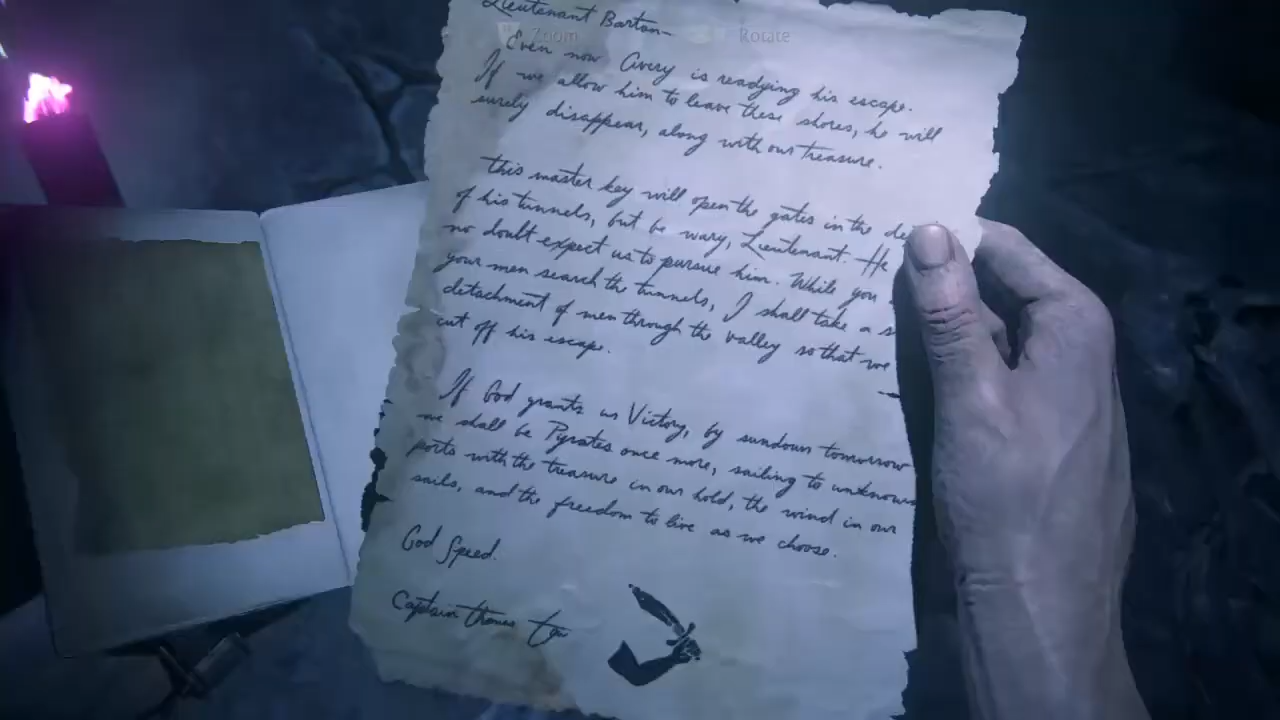 Lieutenant Barton-
Zoom
Rotate
Even now Avery is readying his escape.
If we allow him to leave these shores, he will
surely disappear, along with our treasure.
This master key will open the gates in the
of his tunnels, but be wary, Lieutenant. He
no doubt expect us to pursue him. While you
your men search the tunnels, I shall take a
detachment of men through the valley so that we
cut off his escape.
If God grants us Victory, by sundown tomorrow
we shall be Pyrates once more, sailing to unknown
ports with the treasure in our hold, the wind in our
sails, and the freedom to live as we choose.
God Speed.
Captain Thomas Tew